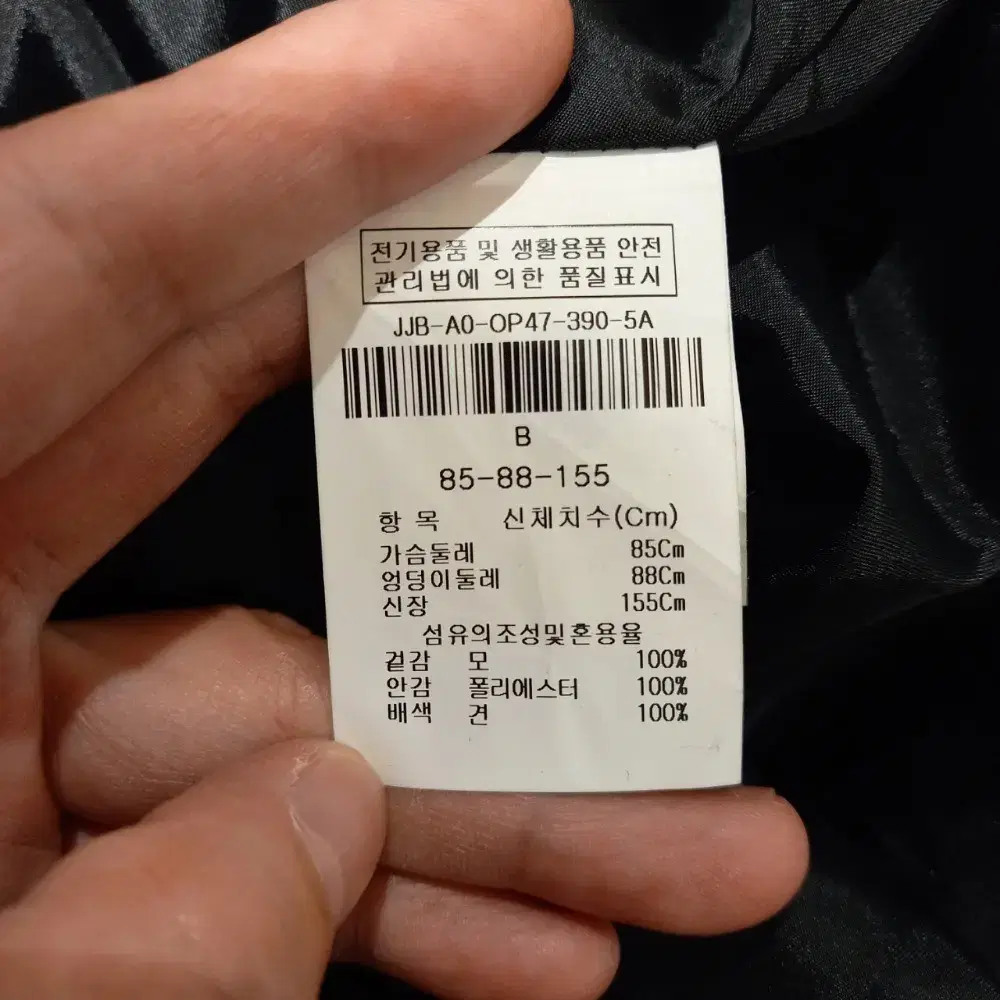 전기용품 및 생활용품 안전
관리법에 의한 품질표시
JJB-A0-OP47-390-5A
B
85-88-155
항 목 신체치수(Cm)
가슴둘레 85Cm
엉덩이둘레 88Cm
신장 155Cm
섬유의조성및혼용율
겉감 모 100%
안감 폴리에스터 100%
배색 견 100%